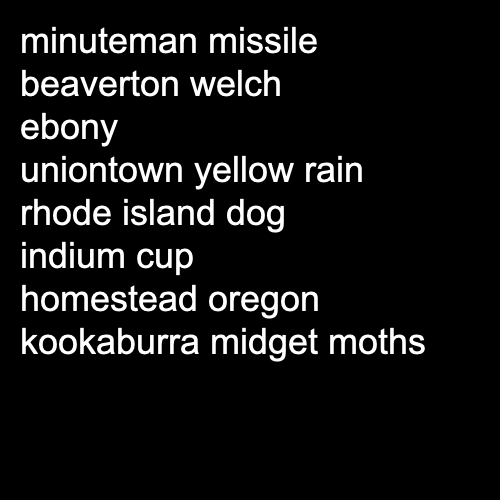 minuteman missile
beaverton welch
ebony
uniontown yellow rain
rhode island dog
indium cup
homestead oregon
kookaburra midget moths